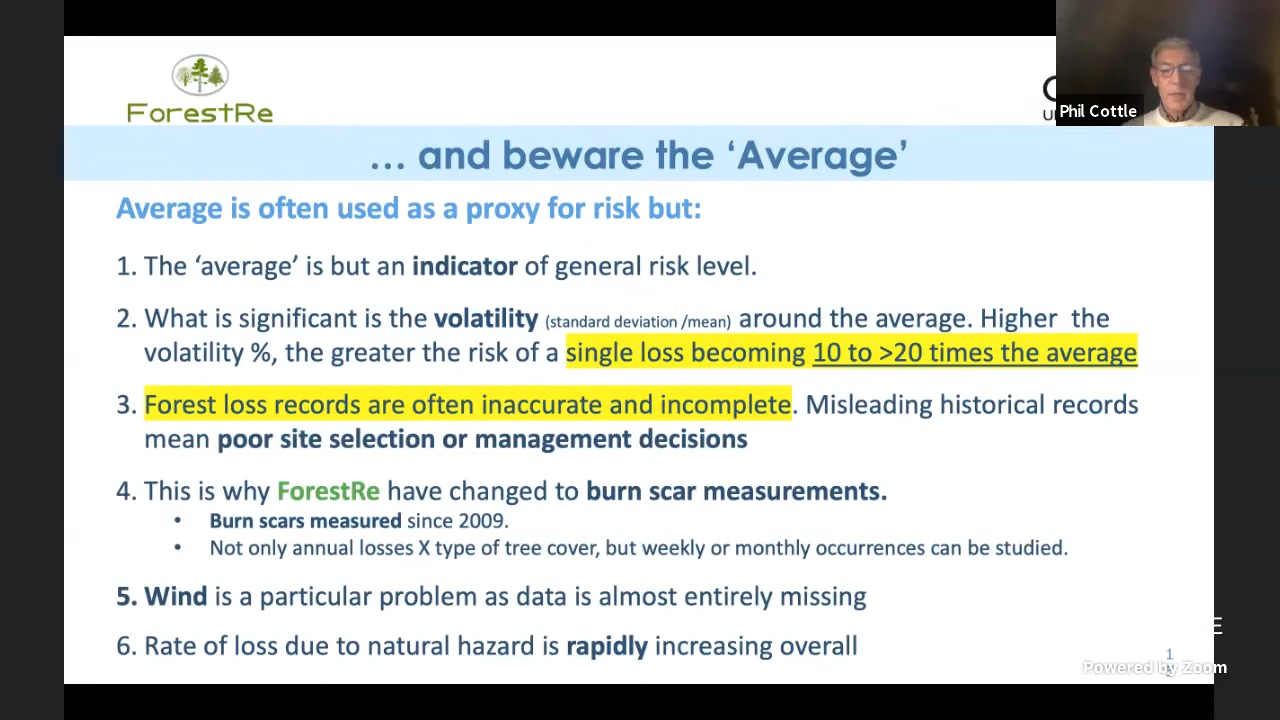 ForestRe
Phil Cottle
… and beware the ‘Average’
Average is often used as a proxy for risk but:
1. The ‘average’ is but an indicator of general risk level.
2. What is significant is the volatility (standard deviation /mean) around the average. Higher the
volatility %, the greater the risk of a single loss becoming 10 to >20 times the average
3. Forest loss records are often inaccurate and incomplete. Misleading historical records
mean poor site selection or management decisions
4. This is why ForestRe have changed to burn scar measurements.
• Burn scars measured since 2009.
• Not only annual losses X type of tree cover, but weekly or monthly occurrences can be studied.
5. Wind is a particular problem as data is almost entirely missing
6. Rate of loss due to natural hazard is rapidly increasing overall
Powered by Zoom